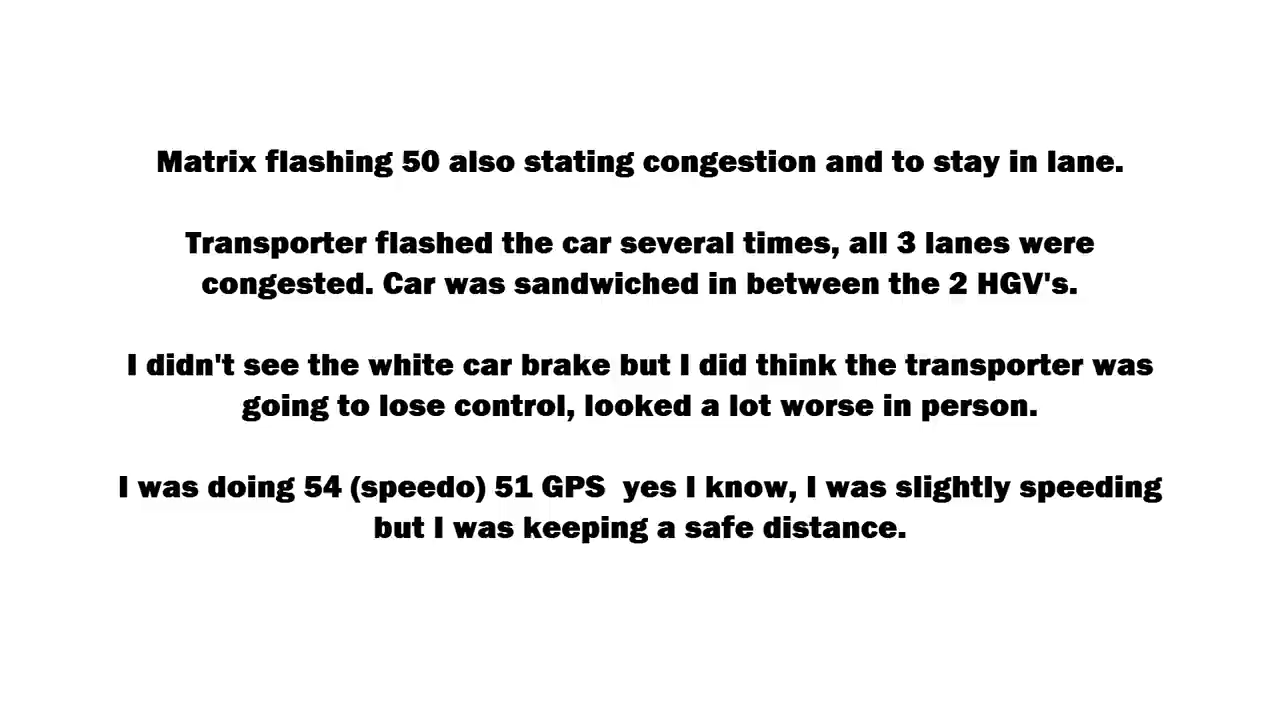 Matrix flashing 50 also stating congestion and to stay in lane.
Transporter flashed the car several times, all 3 lanes were
congested. Car was sandwiched in between the 2 HGV's.
I didn't see the white car brake but I did think the transporter was
going to lose control, looked a lot worse in person.
I was doing 54 (speedo) 51 GPS  yes I know, I was slightly speeding
but I was keeping a safe distance.